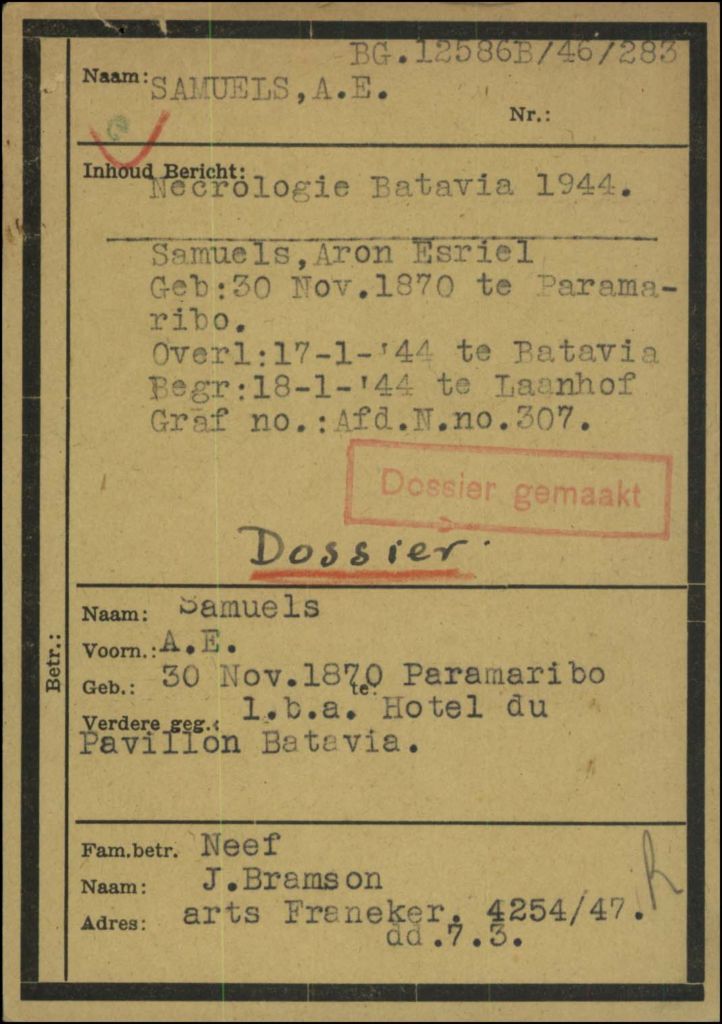 BG.12586B/46/283
Naam: SAMUELS,A.E.
Nr.:
Inhoud Bericht:
Necrologie Batavia 1944.
Samuels,Aron Esriel
Geb:30 Nov.1870 te Parama-
ribo.
Overl:17-1-'44 te Batavia
Begr:18-1-'44 te Laanhof
Graf no.:Afd.N.no.307.
Dossier gemaakt
Dossier.
Betr.:
Naam: Samuels
Voorn.: A.E.
Geb.: 30 Nov.1870 te Paramaribo
Verdere geg.: l.b.a. Hotel du
Pavillon Batavia.
Fam.betr. Neef
Naam: J.Bramson
Adres: arts Franeker. 4254/47.
dd.7.3.